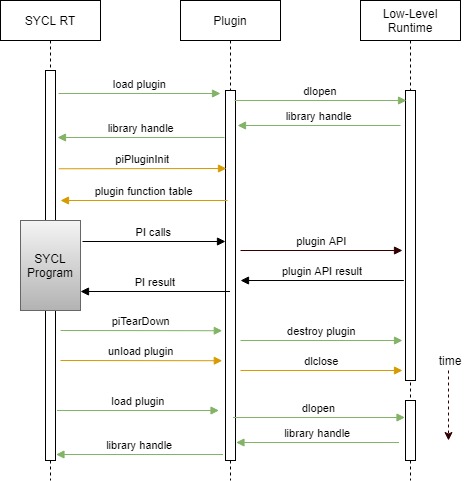 SYCL RT
Plugin
Low-Level
Runtime
load plugin
dlopen
library handle
library handle
piPluginInit
plugin function table
PI calls
plugin API
SYCL
Program
plugin API result
PI result
piTearDown
destroy plugin
unload plugin
dlclose
time
load plugin
dlopen
library handle
library handle